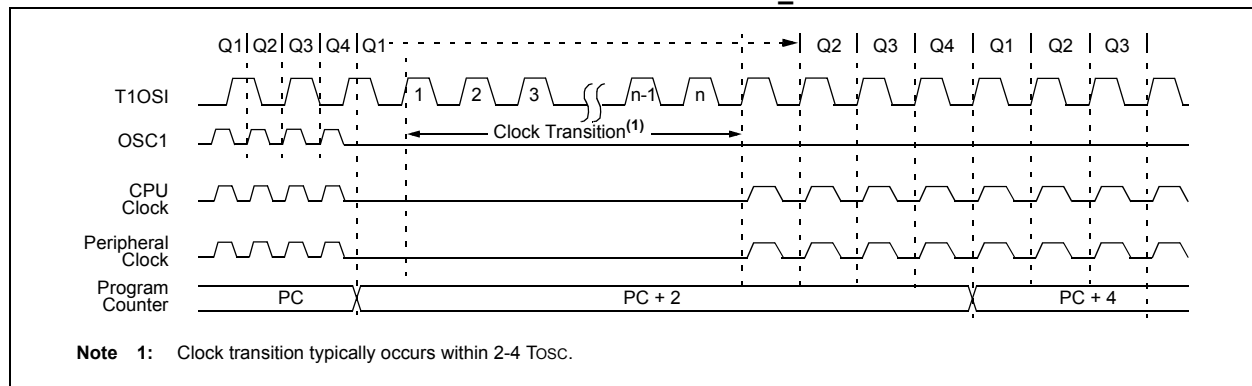 Q1 Q2 Q3 Q4 Q1 Q2 Q3 Q4 Q1 Q2 Q3
T1OSI 1 2 3 n-1 n
Clock Transition(1)
OSC1
CPU
Clock
Peripheral
Clock
Program
Counter
PC PC + 2 PC + 4
Note 1: Clock transition typically occurs within 2-4 TOSC.